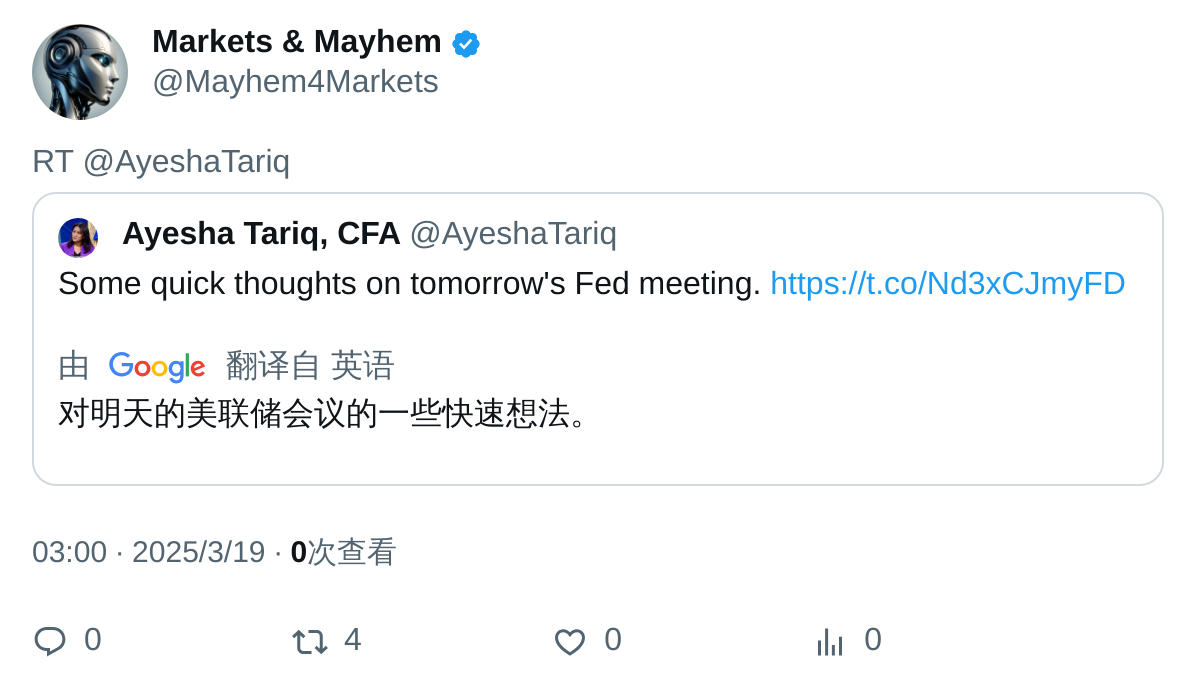 Markets & Mayhem
@Mayhem4Markets
RT @AyeshaTariq
Ayesha Tariq, CFA @AyeshaTariq
Some quick thoughts on tomorrow's Fed meeting. https://t.co/Nd3xCJmyFD
由 Google 翻译自 英语
对明天的美联储会议的一些快速想法。
03:00 · 2025/3/19 · 0次查看
0 4 0 0